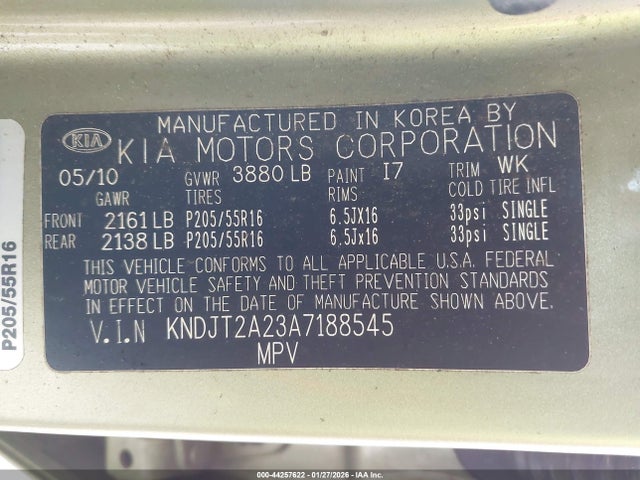 MANUFACTURED IN KOREA BY
KIA KIA MOTORS CORPORATION
05/10 GVWR 3880 LB PAINT I7 TRIM WK
GAWR TIRES RIMS COLD TIRE INFL
FRONT 2161 LB P205/55R16 6.5JX16 33psi SINGLE
REAR 2138 LB P205/55R16 6.5Jx16 33psi SINGLE
THIS VEHICLE CONFORMS TO ALL APPLICABLE U.S.A. FEDERAL
MOTOR VEHICLE SAFETY AND THEFT PREVENTION STANDARDS
IN EFFECT ON THE DATE OF MANUFACTURE SHOWN ABOVE.
V.I.N KNDJT2A23A7188545
MPV
P205/55R16
000-44257622 - 01/27/2026 - IAAI, INC.